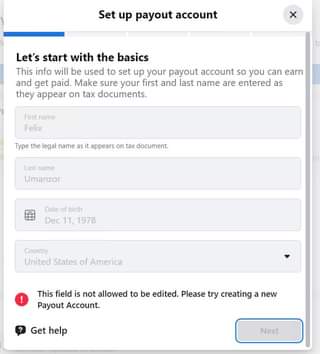 Set up payout account
Let's start with the basics
This info will be used to set up your payout account so you can earn
and get paid. Make sure your first and last name are entered as
they appear on tax documents.
First name
Felix
Type the legal name as it appears on tax document.
Last name
Umanzor
Date of birth
Dec 11, 1978
Country
United States of America
This field is not allowed to be edited. Please try creating a new
Payout Account.
Get help
Next